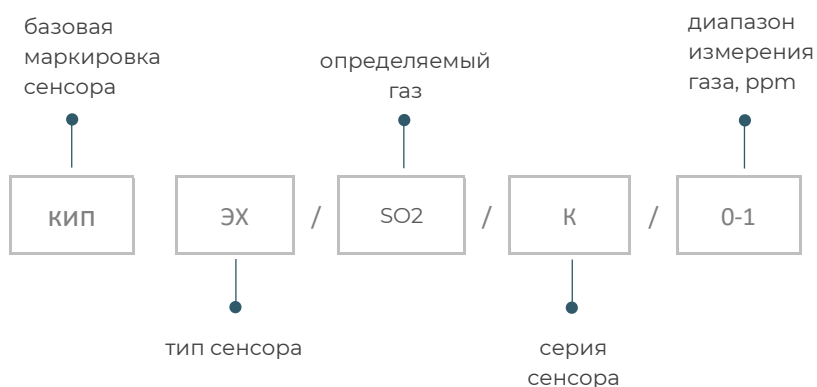 базовая
маркировка
сенсора
определяемый
газ
диапазон
измерения
газа, ppm
кип ЭХ / SO2 / К / 0-1
тип сенсора
серия
сенсора